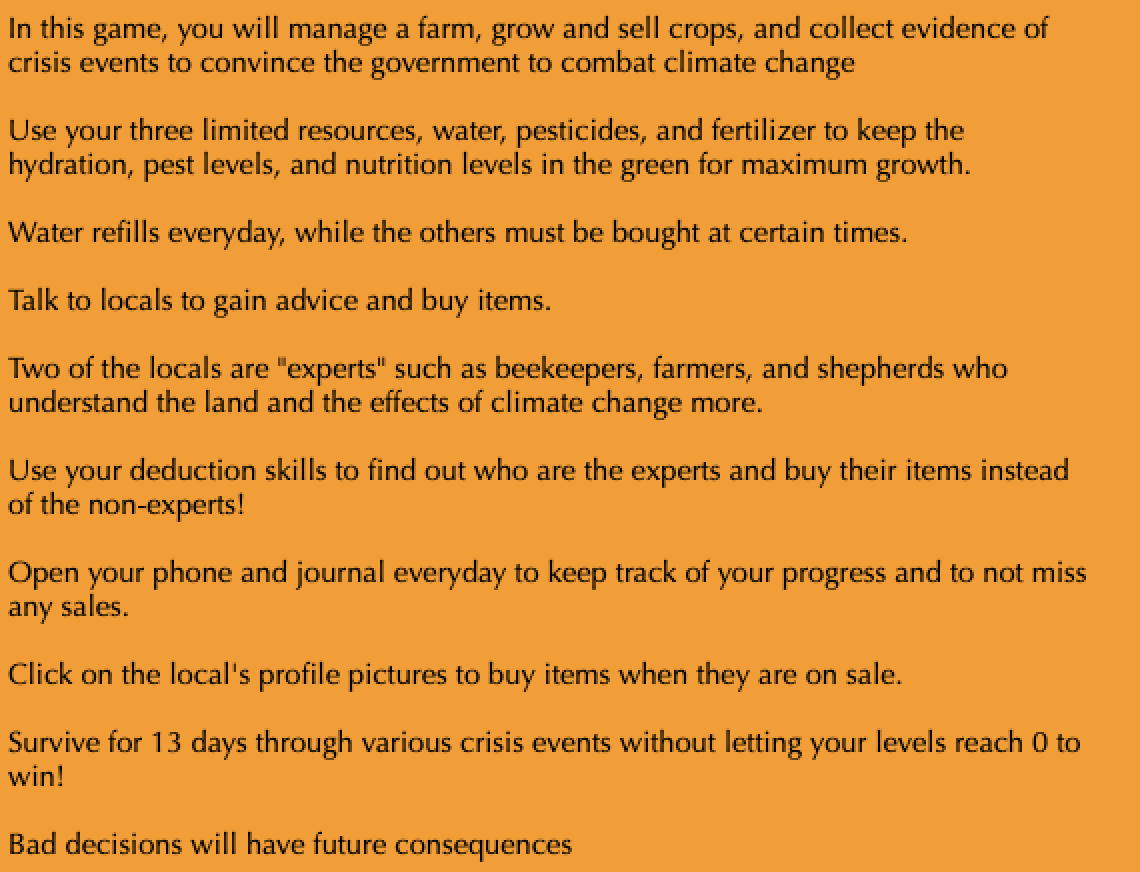 In this game, you will manage a farm, grow and sell crops, and collect evidence of
crisis events to convince the government to combat climate change
Use your three limited resources, water, pesticides, and fertilizer to keep the
hydration, pest levels, and nutrition levels in the green for maximum growth.
Water refills everyday, while the others must be bought at certain times.
Talk to locals to gain advice and buy items.
Two of the locals are "experts" such as beekeepers, farmers, and shepherds who
understand the land and the effects of climate change more.
Use your deduction skills to find out who are the experts and buy their items instead
of the non-experts!
Open your phone and journal everyday to keep track of your progress and to not miss
any sales.
Click on the local's profile pictures to buy items when they are on sale.
Survive for 13 days through various crisis events without letting your levels reach 0 to
win!
Bad decisions will have future consequences